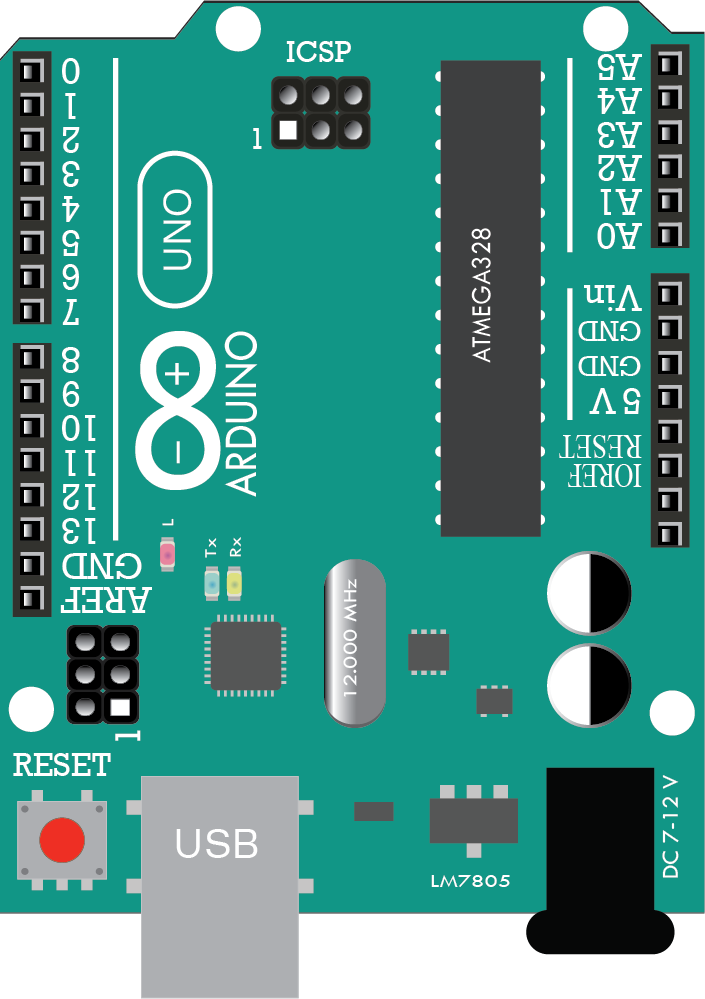 ICSP
1
0
1
2
3
4
5
6
7
8
9
10
11
12
13
GND
AREF
UNO
ARDUINO
ATMEGA328
A5
A4
A3
A2
A1
A0
Vin
GND
GND
5 V
RESET
IOREF
L
Tx
Rx
12.000 MHz
1
RESET
USB
LM7805
DC 7-12 V